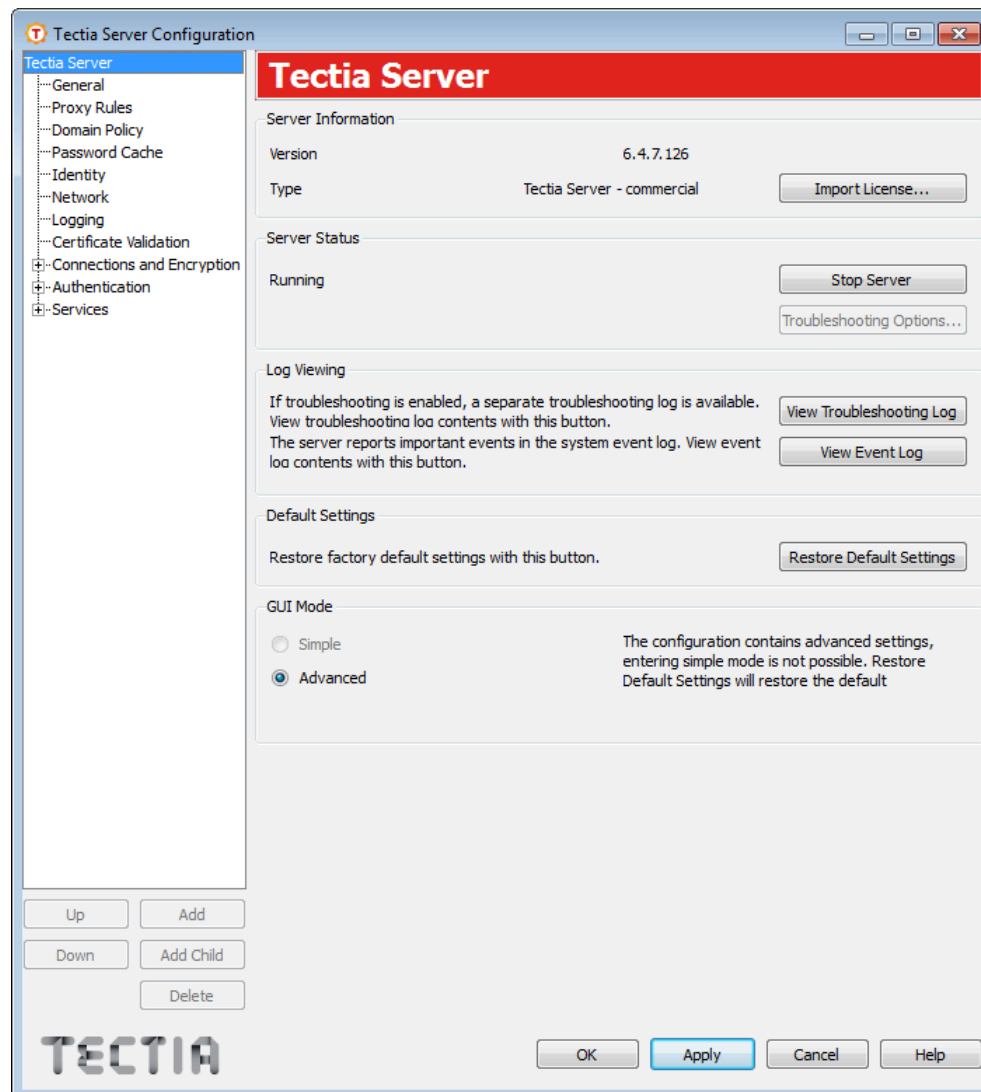 Tectia Server Configuration
Tectia Server
General
Proxy Rules
Domain Policy
Password Cache
Identity
Network
Logging
Certificate Validation
Connections and Encryption
Authentication
Services
Up
Add
Down
Add Child
Delete
TECTIA
Tectia Server
Server Information
Version 6.4.7.126
Type Tectia Server - commercial Import License...
Server Status
Running Stop Server
Troubleshooting Options...
Log Viewing
If troubleshooting is enabled, a separate troubleshooting log is available.
View troubleshooting log contents with this button.
View Troubleshooting Log
The server reports important events in the system event log. View event
log contents with this button.
View Event Log
Default Settings
Restore factory default settings with this button. Restore Default Settings
GUI Mode
Simple
Advanced
The configuration contains advanced settings,
entering simple mode is not possible. Restore
Default Settings will restore the default
OK Apply Cancel Help